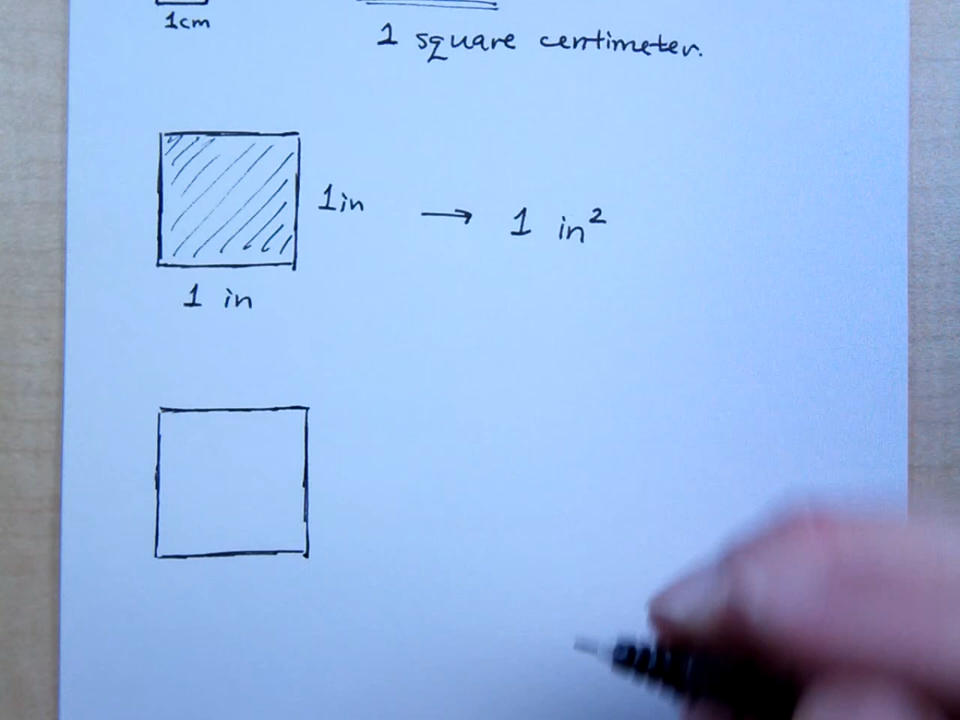 1cm
1 square centimeter.
1in → 1 in²
1 in